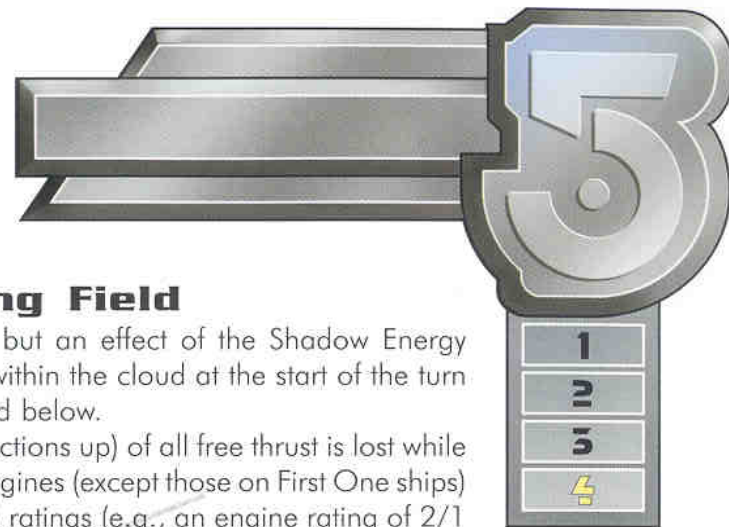 5
1
2
3
4
ng Field
but an effect of the Shadow Energy
within the cloud at the start of the turn
d below.
ctions up) of all free thrust is lost while
gines (except those on First One ships)
ratings (e.g., an engine rating of 2/1